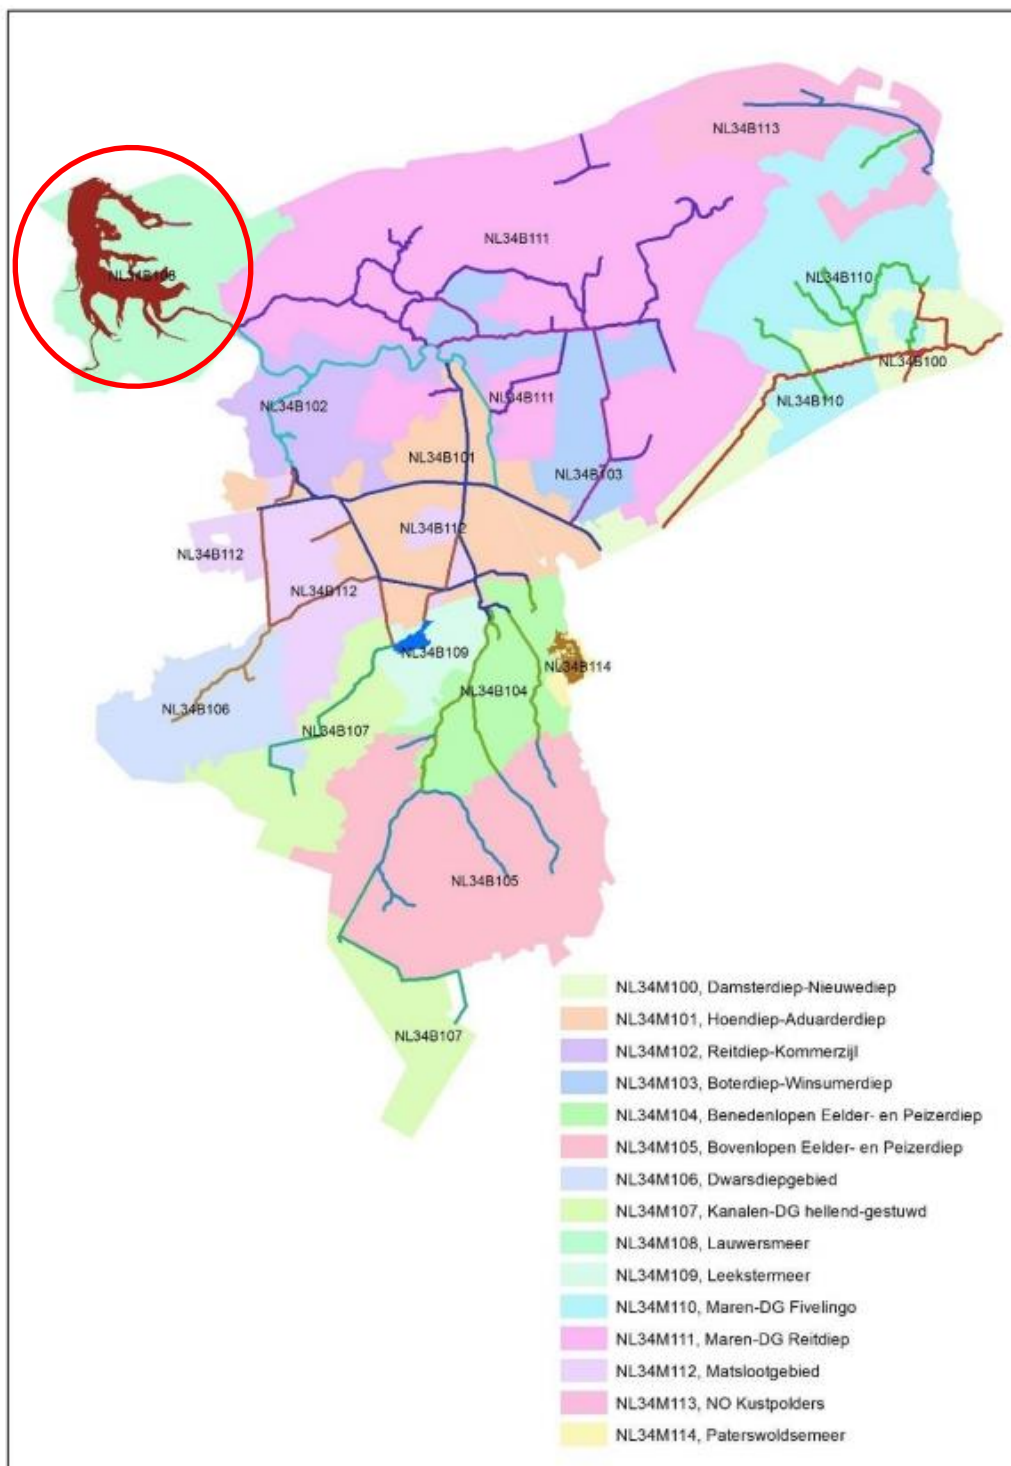 NL34B113
NL34B111
NL34B108
NL34B110
NL34B100
NL34B110
NL34B111
NL34B102
NL34B101
NL34B103
NL34B112
NL34B112
NL34B112
NL34B109
NL34B114
NL34B104
NL34B106
NL34B107
NL34B105
NL34B107
NL34M100, Damsterdiep-Nieuwediep
NL34M101, Hoendiep-Aduarderdiep
NL34M102, Reitdiep-Kommerzijl
NL34M103, Boterdiep-Winsumerdiep
NL34M104, Benedenlopen Eelder- en Peizerdiep
NL34M105, Bovenlopen Eelder- en Peizerdiep
NL34M106, Dwarsdiepgebied
NL34M107, Kanalen-DG hellend-gestuwd
NL34M108, Lauwersmeer
NL34M109, Leekstermeer
NL34M110, Maren-DG Fivelingo
NL34M111, Maren-DG Reitdiep
NL34M112, Matslootgebied
NL34M113, NO Kustpolders
NL34M114, Paterswoldsemeer